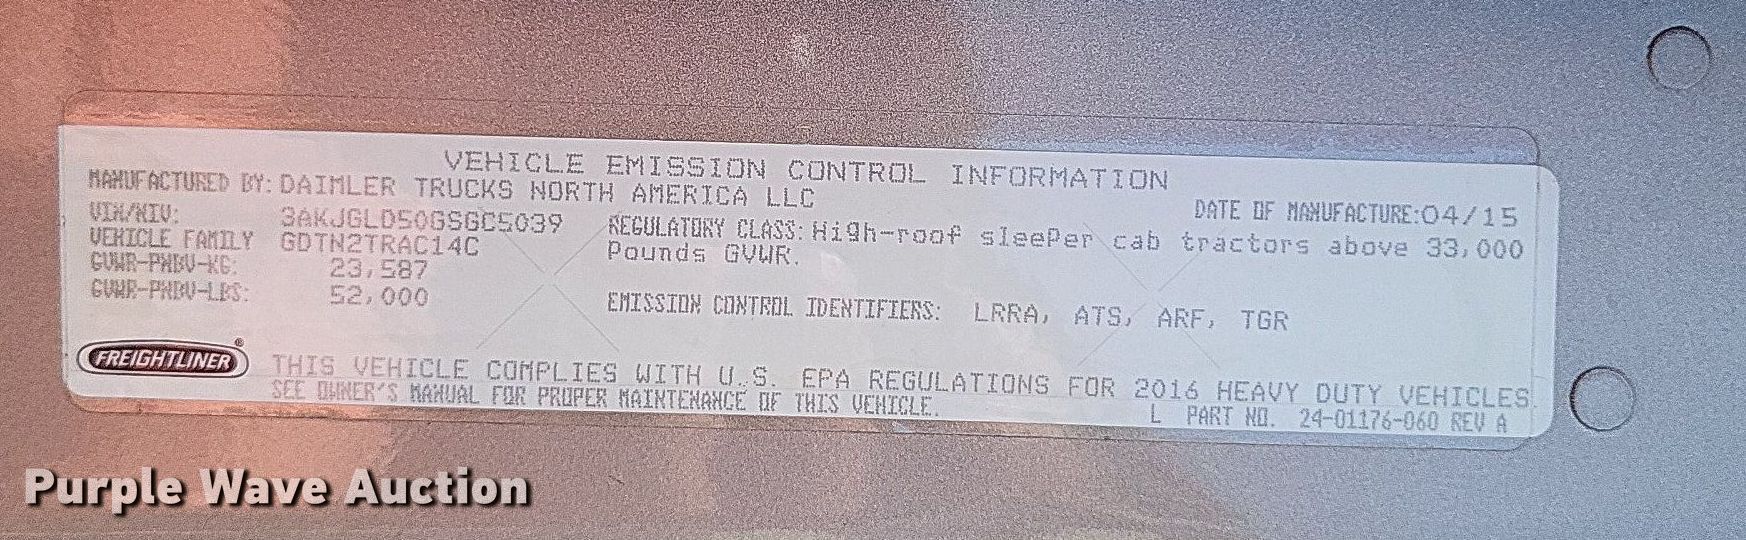 VEHICLE EMISSION CONTROL INFORMATION
MANUFACTURED BY: DAIMLER TRUCKS NORTH AMERICA LLC
DATE OF MANUFACTURE:04/15
VIN/NIV: 3AKJGLD50GSGC5039
REGULATORY CLASS: High-roof sleeper cab tractors above 33,000
VEHICLE FAMILY GDTN2TRAC14C
Pounds GVWR.
GVWR-PNBV-KG: 23,587
GVWR-PNBV-LBS: 52,000
EMISSION CONTROL IDENTIFIERS: LRRA, ATS, ARF, TGR
FREIGHTLINER®
THIS VEHICLE COMPLIES WITH U.S. EPA REGULATIONS FOR 2016 HEAVY DUTY VEHICLES.
SEE OWNER'S MANUAL FOR PROPER MAINTENANCE OF THIS VEHICLE.
L PART NO. 24-01176-060 REV A
Purple Wave Auction